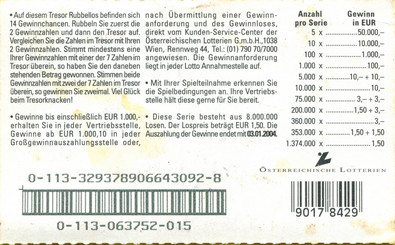 • Auf diesem Tresor Rubbellos befinden sich
14 Gewinnchancen. Rubbeln Sie zuerst die
2 Gewinnzahlen und dann den Tresor auf.
Vergleichen Sie die Zahlen im Tresor mit Ihren
2 Gewinnzahlen. Stimmt mindestens eine
Ihrer Gewinnzahlen mit einer der 7 Zahlen im
Tresor überein, so haben Sie den daneben
stehenden Betrag gewonnen. Stimmen beide
Gewinnzahlen mit zwei der 7 Zahlen im Tresor
überein, so gewinnen Sie zweimal. Viel Glück
beim Tresorknacken!
• Gewinne bis einschließlich EUR 1.000,-
erhalten Sie in jeder Vertriebsstelle,
Gewinne ab EUR 1.000,10 in jeder
Großgewinnauszahlungsstelle, oder
nach Übermittlung einer Gewinn-
anforderung und des Gewinnloses,
direkt vom Kunden-Service-Center der
Österreichischen Lotterien G.m.b.H., 1038
Wien, Rennweg 44, Tel.: (01) 790 70/7000
angewiesen. Die Gewinnanforderung
liegt in jeder Lotto Annahmestelle auf.
• Mit Ihrer Spielteilnahme erkennen Sie
die Spielbedingungen an. Ihre Vertriebs-
stelle hält diese gerne für Sie bereit.
• Diese Serie besteht aus 8.000.000
Losen. Der Lospreis beträgt EUR 1,50. Die
Auszahlung der Gewinne endet mit 03.01.2004.
Anzahl Gewinn
pro Serie in EUR
5 x 50.000,–
10 x 10.000,–
100 x 1.000,–
1.000 x 100,–
5.000 x 10,– + 10,–
10.000 x 10,–
75.000 x 3,– + 3,–
200.000 x 1,50 + 3,–
360.000 x 3,–
353.000 x 1,50 + 1,50
1.374.000 x 1,50
ÖSTERREICHISCHE LOTTERIEN
0-113-329378906643092-8
0-113-063752-015
9017 8429